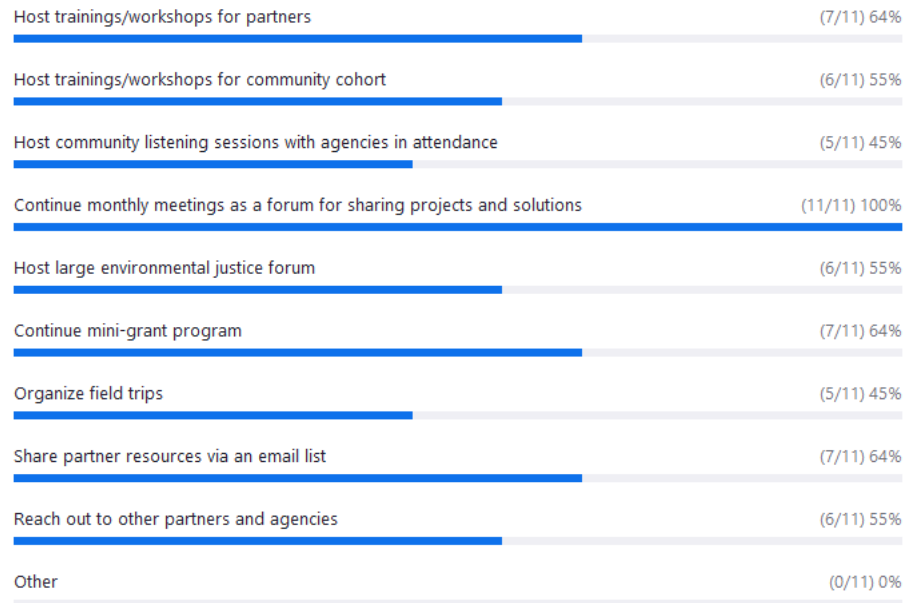 Host trainings/workshops for partners (7/11) 64%
Host trainings/workshops for community cohort (6/11) 55%
Host community listening sessions with agencies in attendance (5/11) 45%
Continue monthly meetings as a forum for sharing projects and solutions (11/11) 100%
Host large environmental justice forum (6/11) 55%
Continue mini-grant program (7/11) 64%
Organize field trips (5/11) 45%
Share partner resources via an email list (7/11) 64%
Reach out to other partners and agencies (6/11) 55%
Other (0/11) 0%